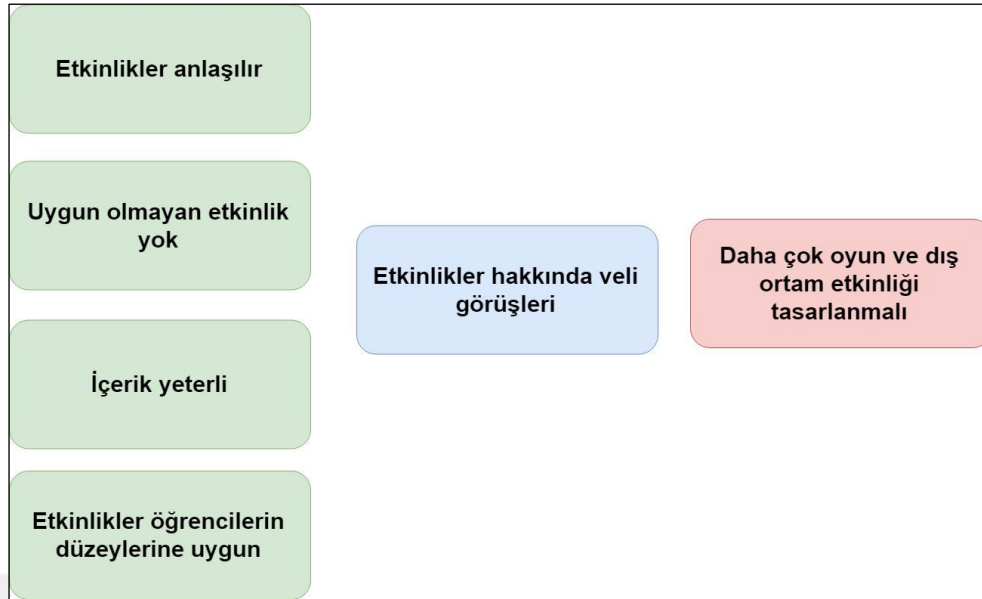 Etkinlikler anlaşılır
Uygun olmayan etkinlik
yok
İçerik yeterli
Etkinlikler öğrencilerin
düzeylerine uygun
Etkinlikler hakkında veli
görüşleri
Daha çok oyun ve dış
ortam etkinliği
tasarlanmalı